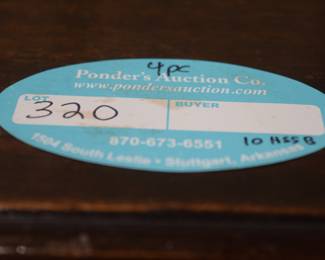 4pc
Ponder's Auction Co.
www.pondersauction.com
LOT BUYER
320
870-673-6551
10 HSSB
1504 South Leslie • Stuttgart, Arkansas